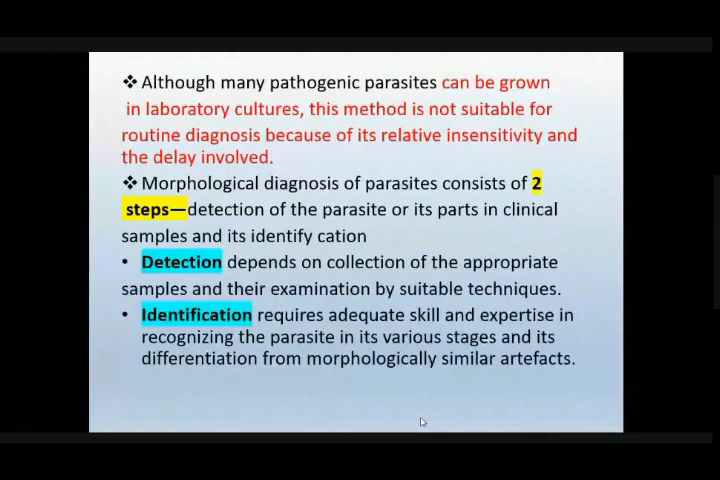 ❖Although many pathogenic parasites can be grown
in laboratory cultures, this method is not suitable for
routine diagnosis because of its relative insensitivity and
the delay involved.
❖Morphological diagnosis of parasites consists of 2
steps—detection of the parasite or its parts in clinical
samples and its identify cation
• Detection depends on collection of the appropriate
samples and their examination by suitable techniques.
• Identification requires adequate skill and expertise in
recognizing the parasite in its various stages and its
differentiation from morphologically similar artefacts.